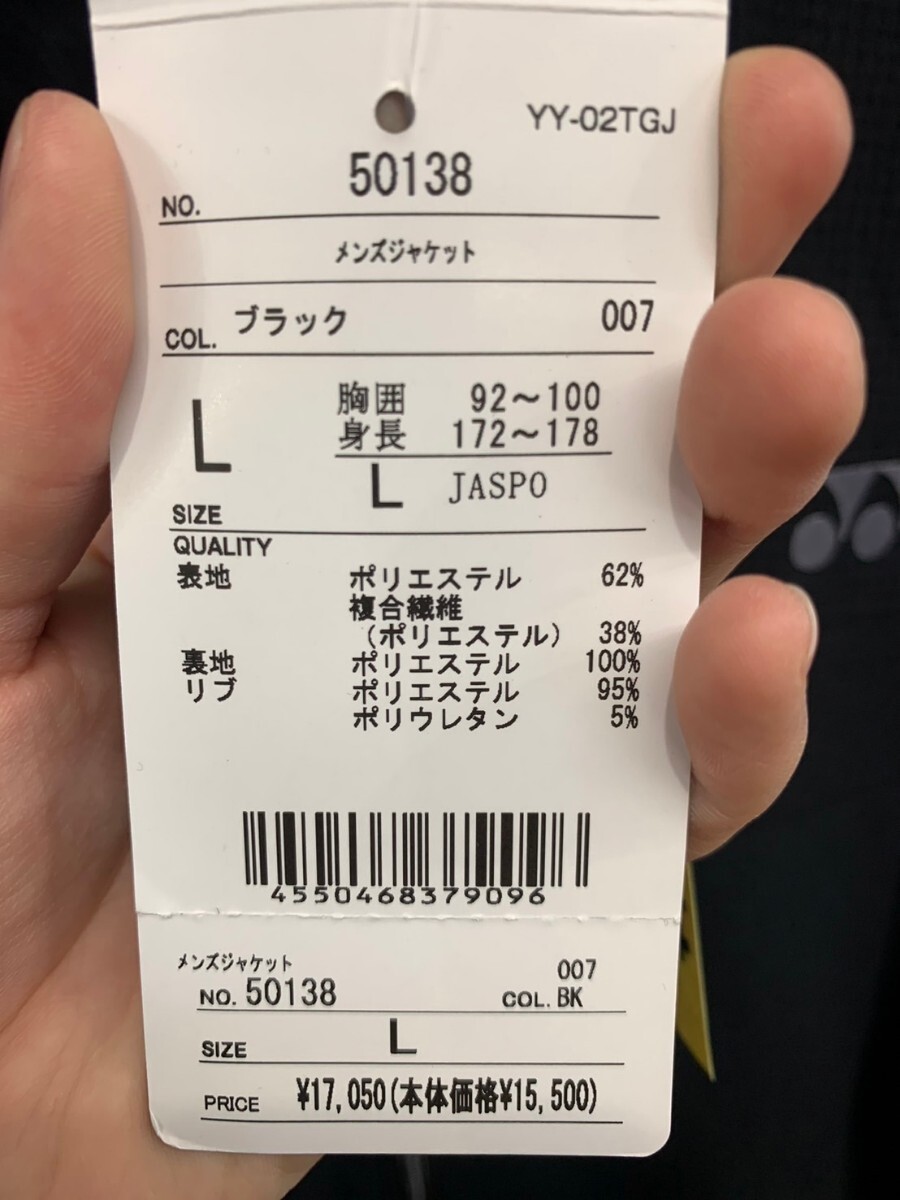 YY-02TGJ
NO. 50138
メンズジャケット
COL. ブラック 007
L 胸囲 92〜100
身長 172〜178
SIZE L JASPO
QUALITY
表地 ポリエステル 62%
複合繊維
(ポリエステル) 38%
裏地 ポリエステル 100%
リブ ポリエステル 95%
ポリウレタン 5%
4550468379096
メンズジャケット 007
NO. 50138 COL. BK
SIZE L
PRICE ¥17,050(本体価格¥15,500)